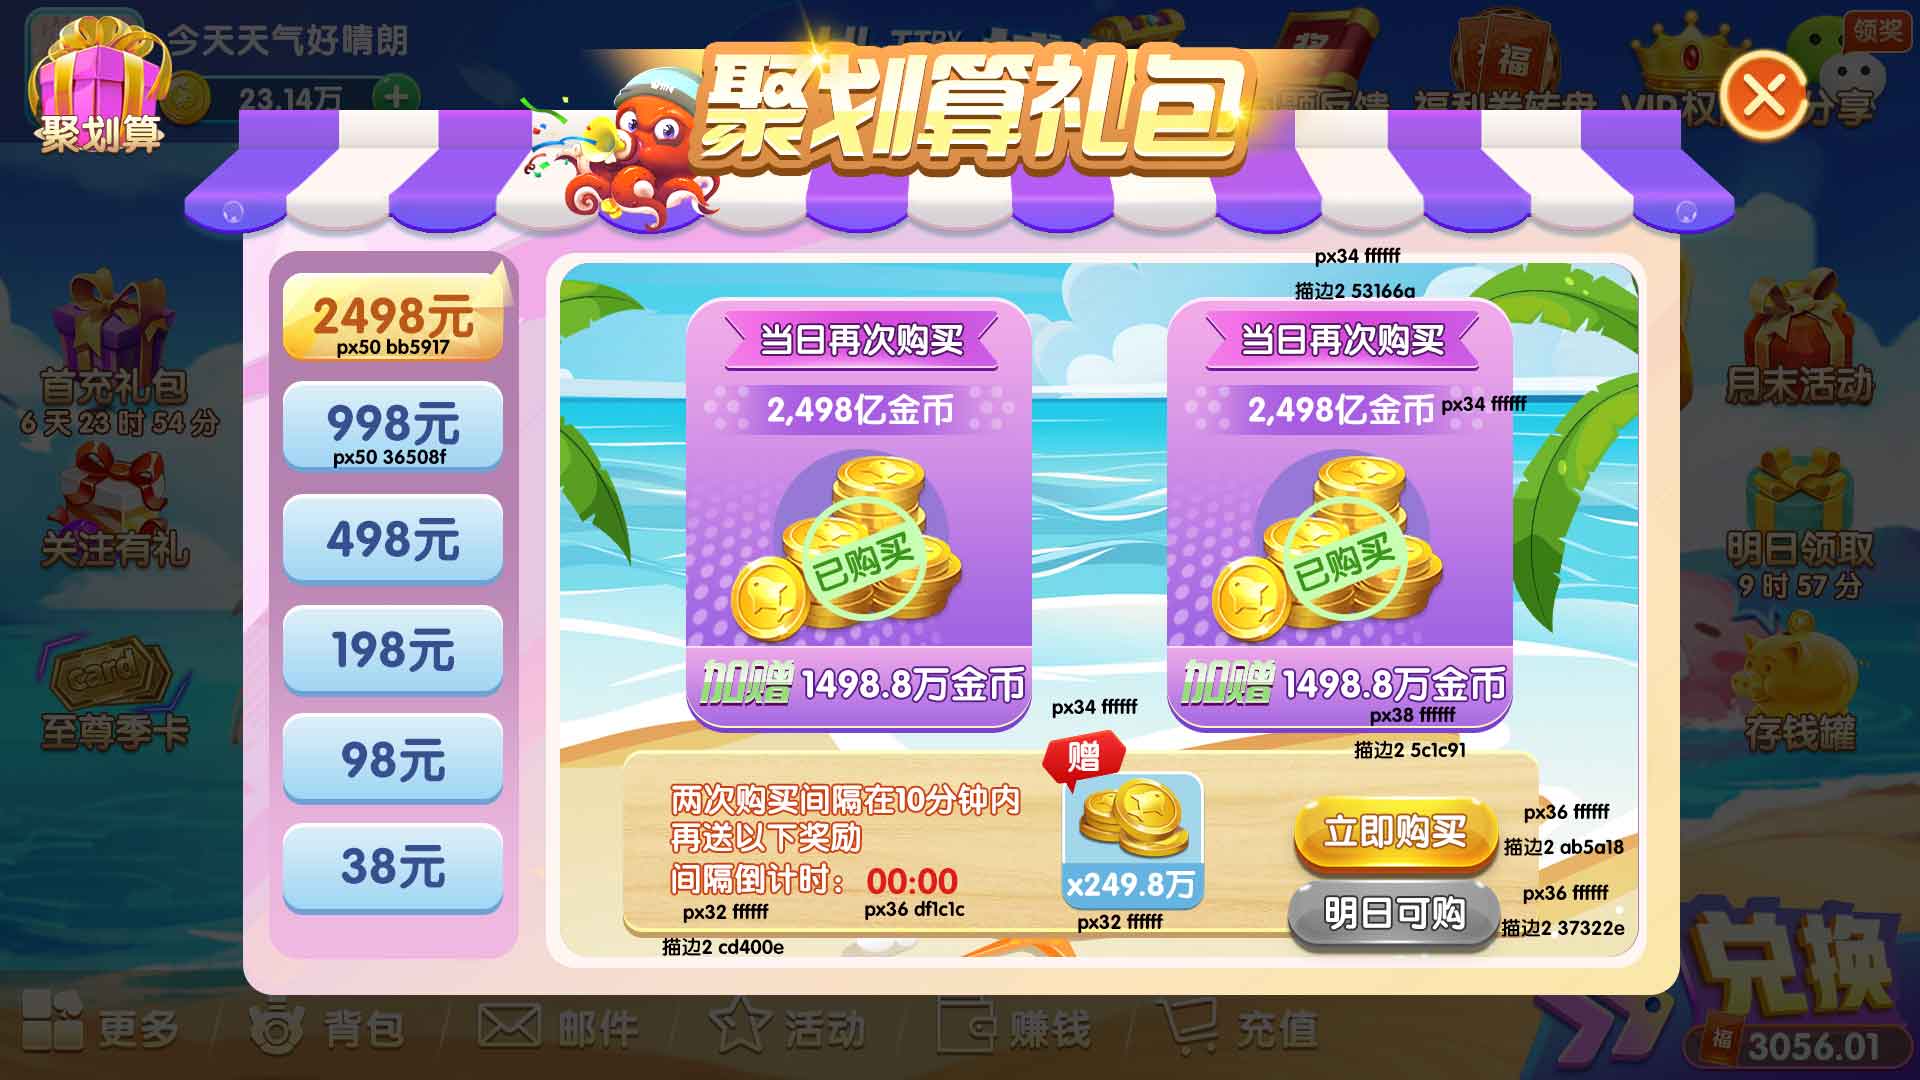 今天天气好晴朗
23.14万
聚划算
聚划算礼包
WIN
福
领奖
分享
px34 ffffff
描边2 53166a
2498元
px50 bb5917
998元
px50 36508f
498元
198元
98元
38元
当日再次购买
2,498亿金币
已购买
加赠 1498.8万金币
px34 ffffff
当日再次购买
2,498亿金币
px34 ffffff
已购买
加赠 1498.8万金币
px38 ffffff
描边2 5c1c91
两次购买间隔在10分钟内
再送以下奖励
间隔倒计时：00:00
px32 ffffff
描边2 cd400e
px36 df1c1c
赠
x249.8万
px32 ffffff
立即购买
px36 ffffff
描边2 ab5a18
明日可购
px36 ffffff
描边2 37322e
首充礼包
6 天 23 时 54 分
关注有礼
card
至尊季卡
月末活动
明日领取
9 时 57 分
存钱罐
更多
背包
邮件
活动
赚钱
充值
兑换
福
3056.01